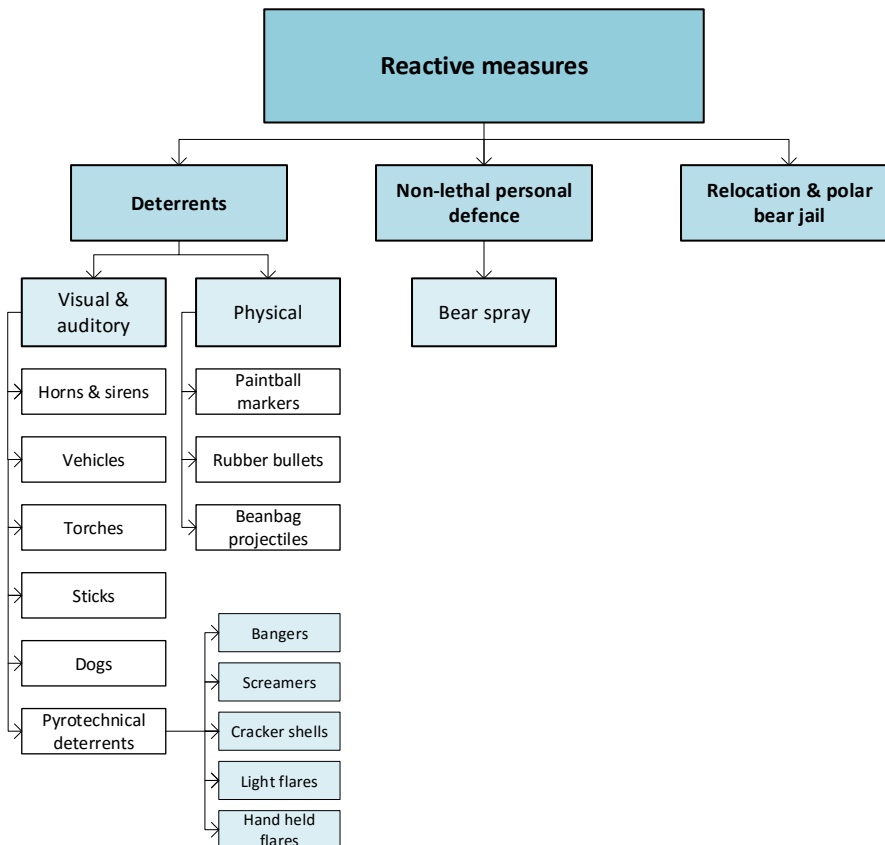 Reactive measures
Deterrents
Non-lethal personal
defence
Relocation & polar
bear jail
Visual &
auditory
Physical
Bear spray
Horns & sirens
Paintball
markers
Vehicles
Rubber bullets
Torches
Beanbag
projectiles
Sticks
Dogs
Pyrotechnical
deterrents
Bangers
Screamers
Cracker shells
Light flares
Hand held
flares